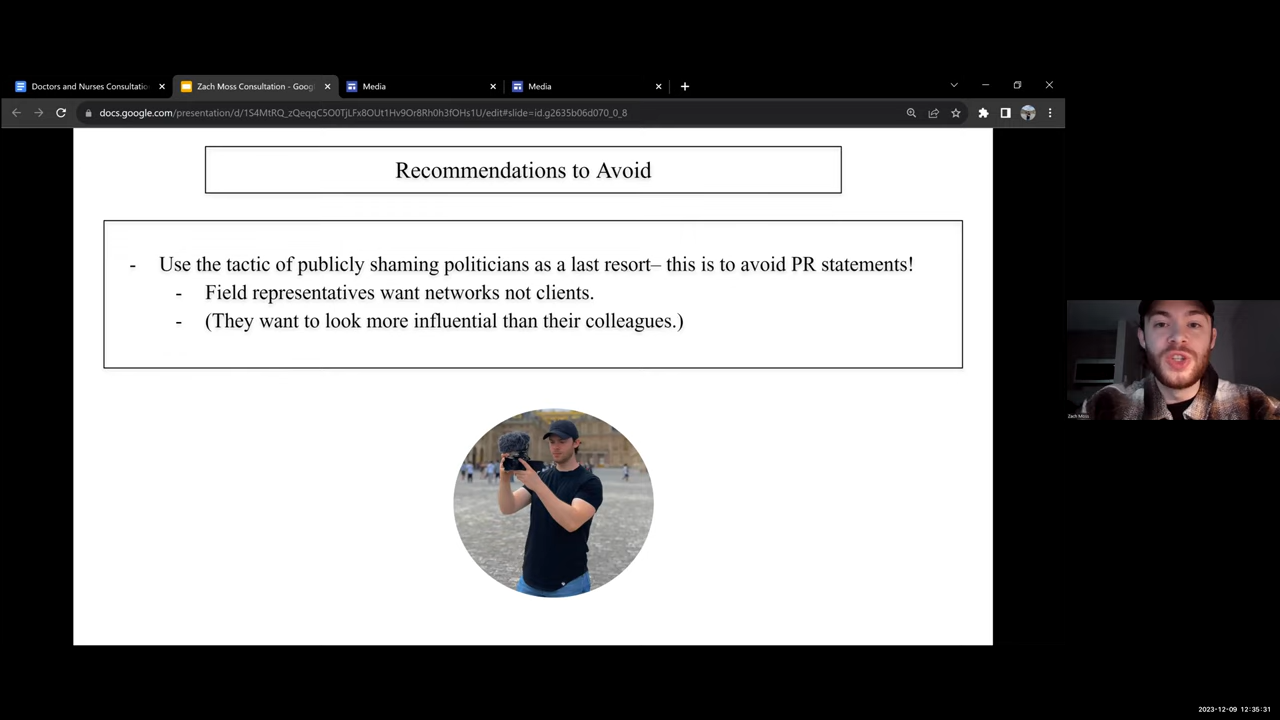 Doctors and Nurses Consultatio
Zach Moss Consultation - Goog
Media
Media
docs.google.com/presentation/d/1S4MtRQ_zQeqqC5O0TjLFx8OUt1Hv9Or8Rh0h3fOHs1U/edit#slide=id.g2635b06d070_0_8
Recommendations to Avoid
- Use the tactic of publicly shaming politicians as a last resort– this is to avoid PR statements!
- Field representatives want networks not clients.
- (They want to look more influential than their colleagues.)
Zach Moss
2023-12-09 12:35:31